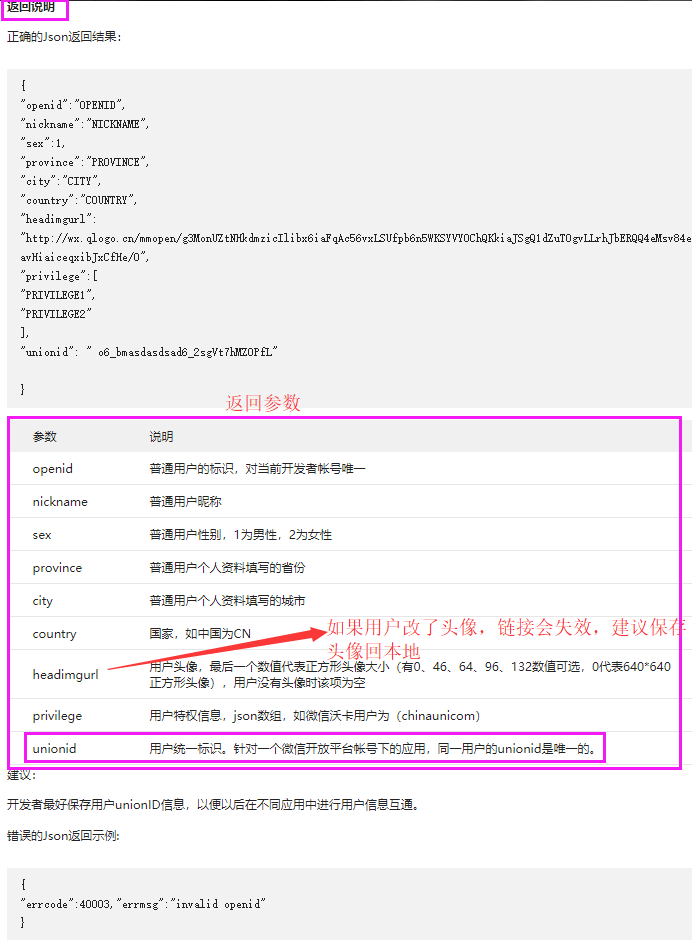 返回说明
正确的Json返回结果:
{
"openid":"OPENID",
"nickname":"NICKNAME",
"sex":1,
"province":"PROVINCE",
"city":"CITY",
"country":"COUNTRY",
"headimgurl":
"http://wx.qlogo.cn/mmopen/g3MonUZtNHkdmzicIlibx6iaFqAc56vxLSUfpb6n5WKSYVY0ChQKkiaJSgQ1dZuTOgvLLrhJbERQQ4eMsv84e
avHiaiceqxibJxCfHe/0",
"privilege":[
"PRIVILEGE1",
"PRIVILEGE2"
],
"unionid": " o6_bmasdasdsad6_2sgVt7hMZOPfL"
}
返回参数
参数 说明
openid 普通用户的标识，对当前开发者帐号唯一
nickname 普通用户昵称
sex 普通用户性别，1为男性，2为女性
province 普通用户个人资料填写的省份
city 普通用户个人资料填写的城市
country 国家，如中国为CN
如果用户改了头像，链接会失效，建议保存
头像回本地
headimgurl 用户头像，最后一个数值代表正方形头像大小（有0、46、64、96、132数值可选，0代表640*640
正方形头像），用户没有头像时该项为空
privilege 用户特权信息，json数组，如微信沃卡用户为（chinaunicom）
unionid 用户统一标识。针对一个微信开放平台帐号下的应用，同一用户的unionid是唯一的。
建议：
开发者最好保存用户unionID信息，以便以后在不同应用中进行用户信息互通。
错误的Json返回示例:
{
"errcode":40003,"errmsg":"invalid openid"
}